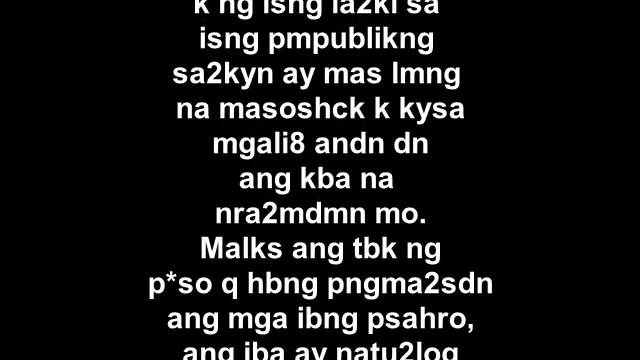 k ng isng la2ki sa
isng pmpublikng
sa2kyn ay mas lmng
na masoshck k kysa
mgali8 andn dn
ang kba na
nra2mdmn mo.
Malks ang tbk ng
p*so q hbng pngma2sdn
ang mga ibng psahro,
ang iba ay natu2log